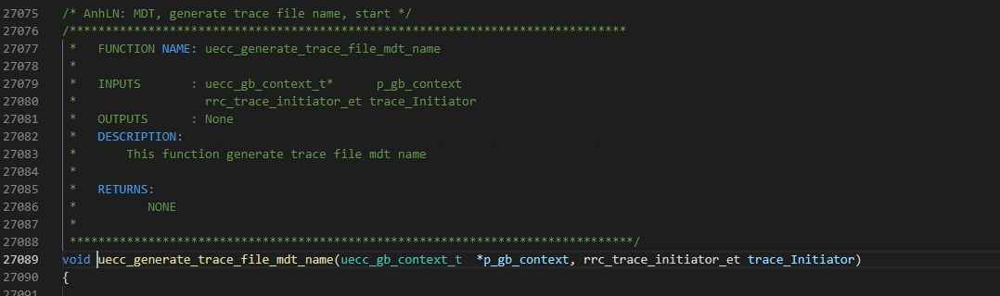 27075 /* AnhLN: MDT, generate trace file name, start */
27076 /******************************************************************************
27077 * FUNCTION NAME: uecc_generate_trace_file_mdt_name
27078 *
27079 * INPUTS : uecc_gb_context_t* p_gb_context
27080 * rrc_trace_initiator_et trace_Initiator
27081 * OUTPUTS : None
27082 * DESCRIPTION:
27083 * This function generate trace file mdt name
27084 *
27085 * RETURNS:
27086 * NONE
27087 *
27088 *******************************************************************************/
27089 void uecc_generate_trace_file_mdt_name(uecc_gb_context_t *p_gb_context, rrc_trace_initiator_et trace_Initiator)
27090 {
27091